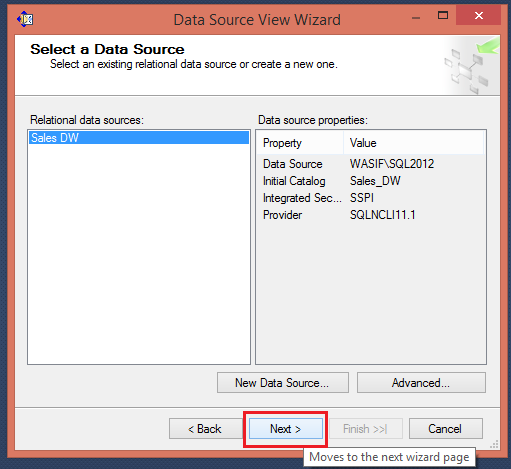 Data Source View Wizard
Select a Data Source
Select an existing relational data source or create a new one.
Relational data sources:
Sales DW
Data source properties:
Property Value
Data Source WASIF\SQL2012
Initial Catalog Sales_DW
Integrated Sec... SSPI
Provider SQLNCLI11.1
New Data Source... Advanced...
< Back Next > Finish >>| Cancel
Moves to the next wizard page